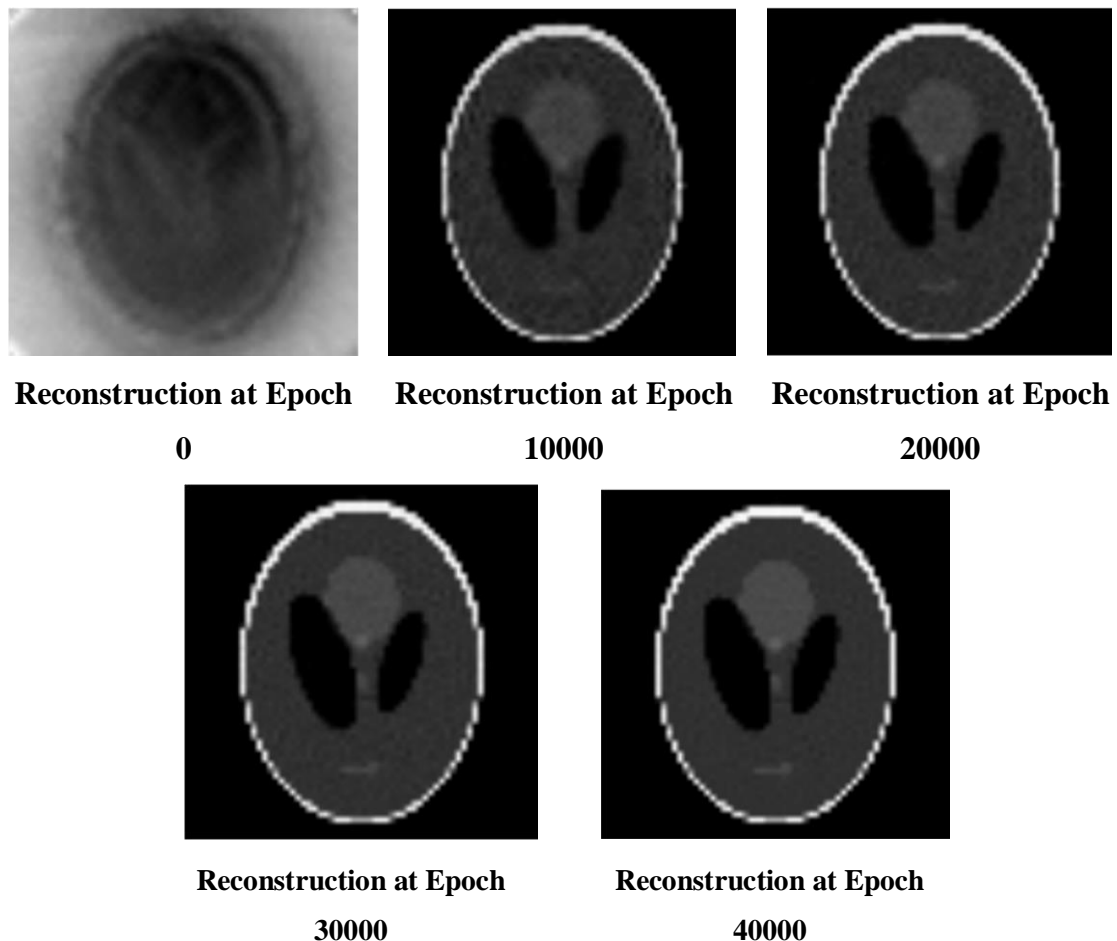 Reconstruction at Epoch
0
Reconstruction at Epoch
10000
Reconstruction at Epoch
20000
Reconstruction at Epoch
30000
Reconstruction at Epoch
40000